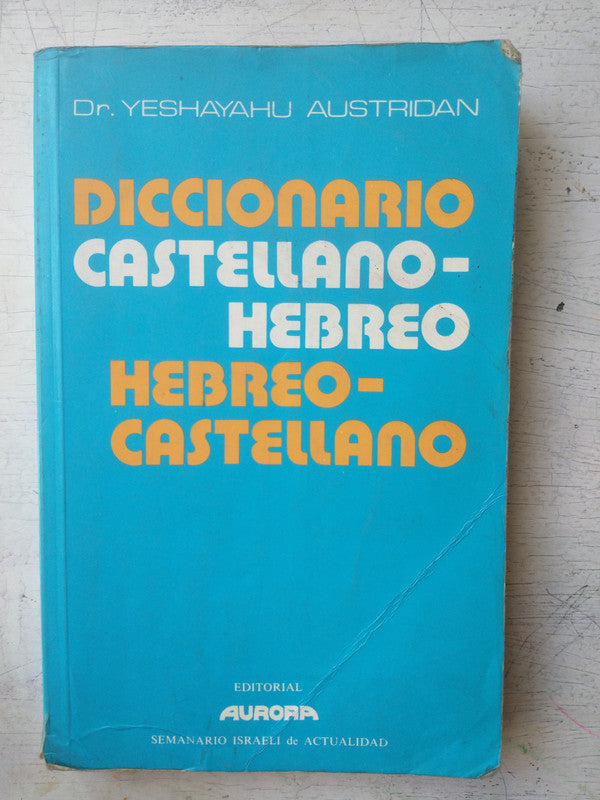 Dr. YESHAYAHU AUSTRIDAN
DICCIONARIO
CASTELLANO-
HEBREO
HEBREO-
CASTELLANO
EDITORIAL
AURORA
SEMANARIO ISRAELI de ACTUALIDAD